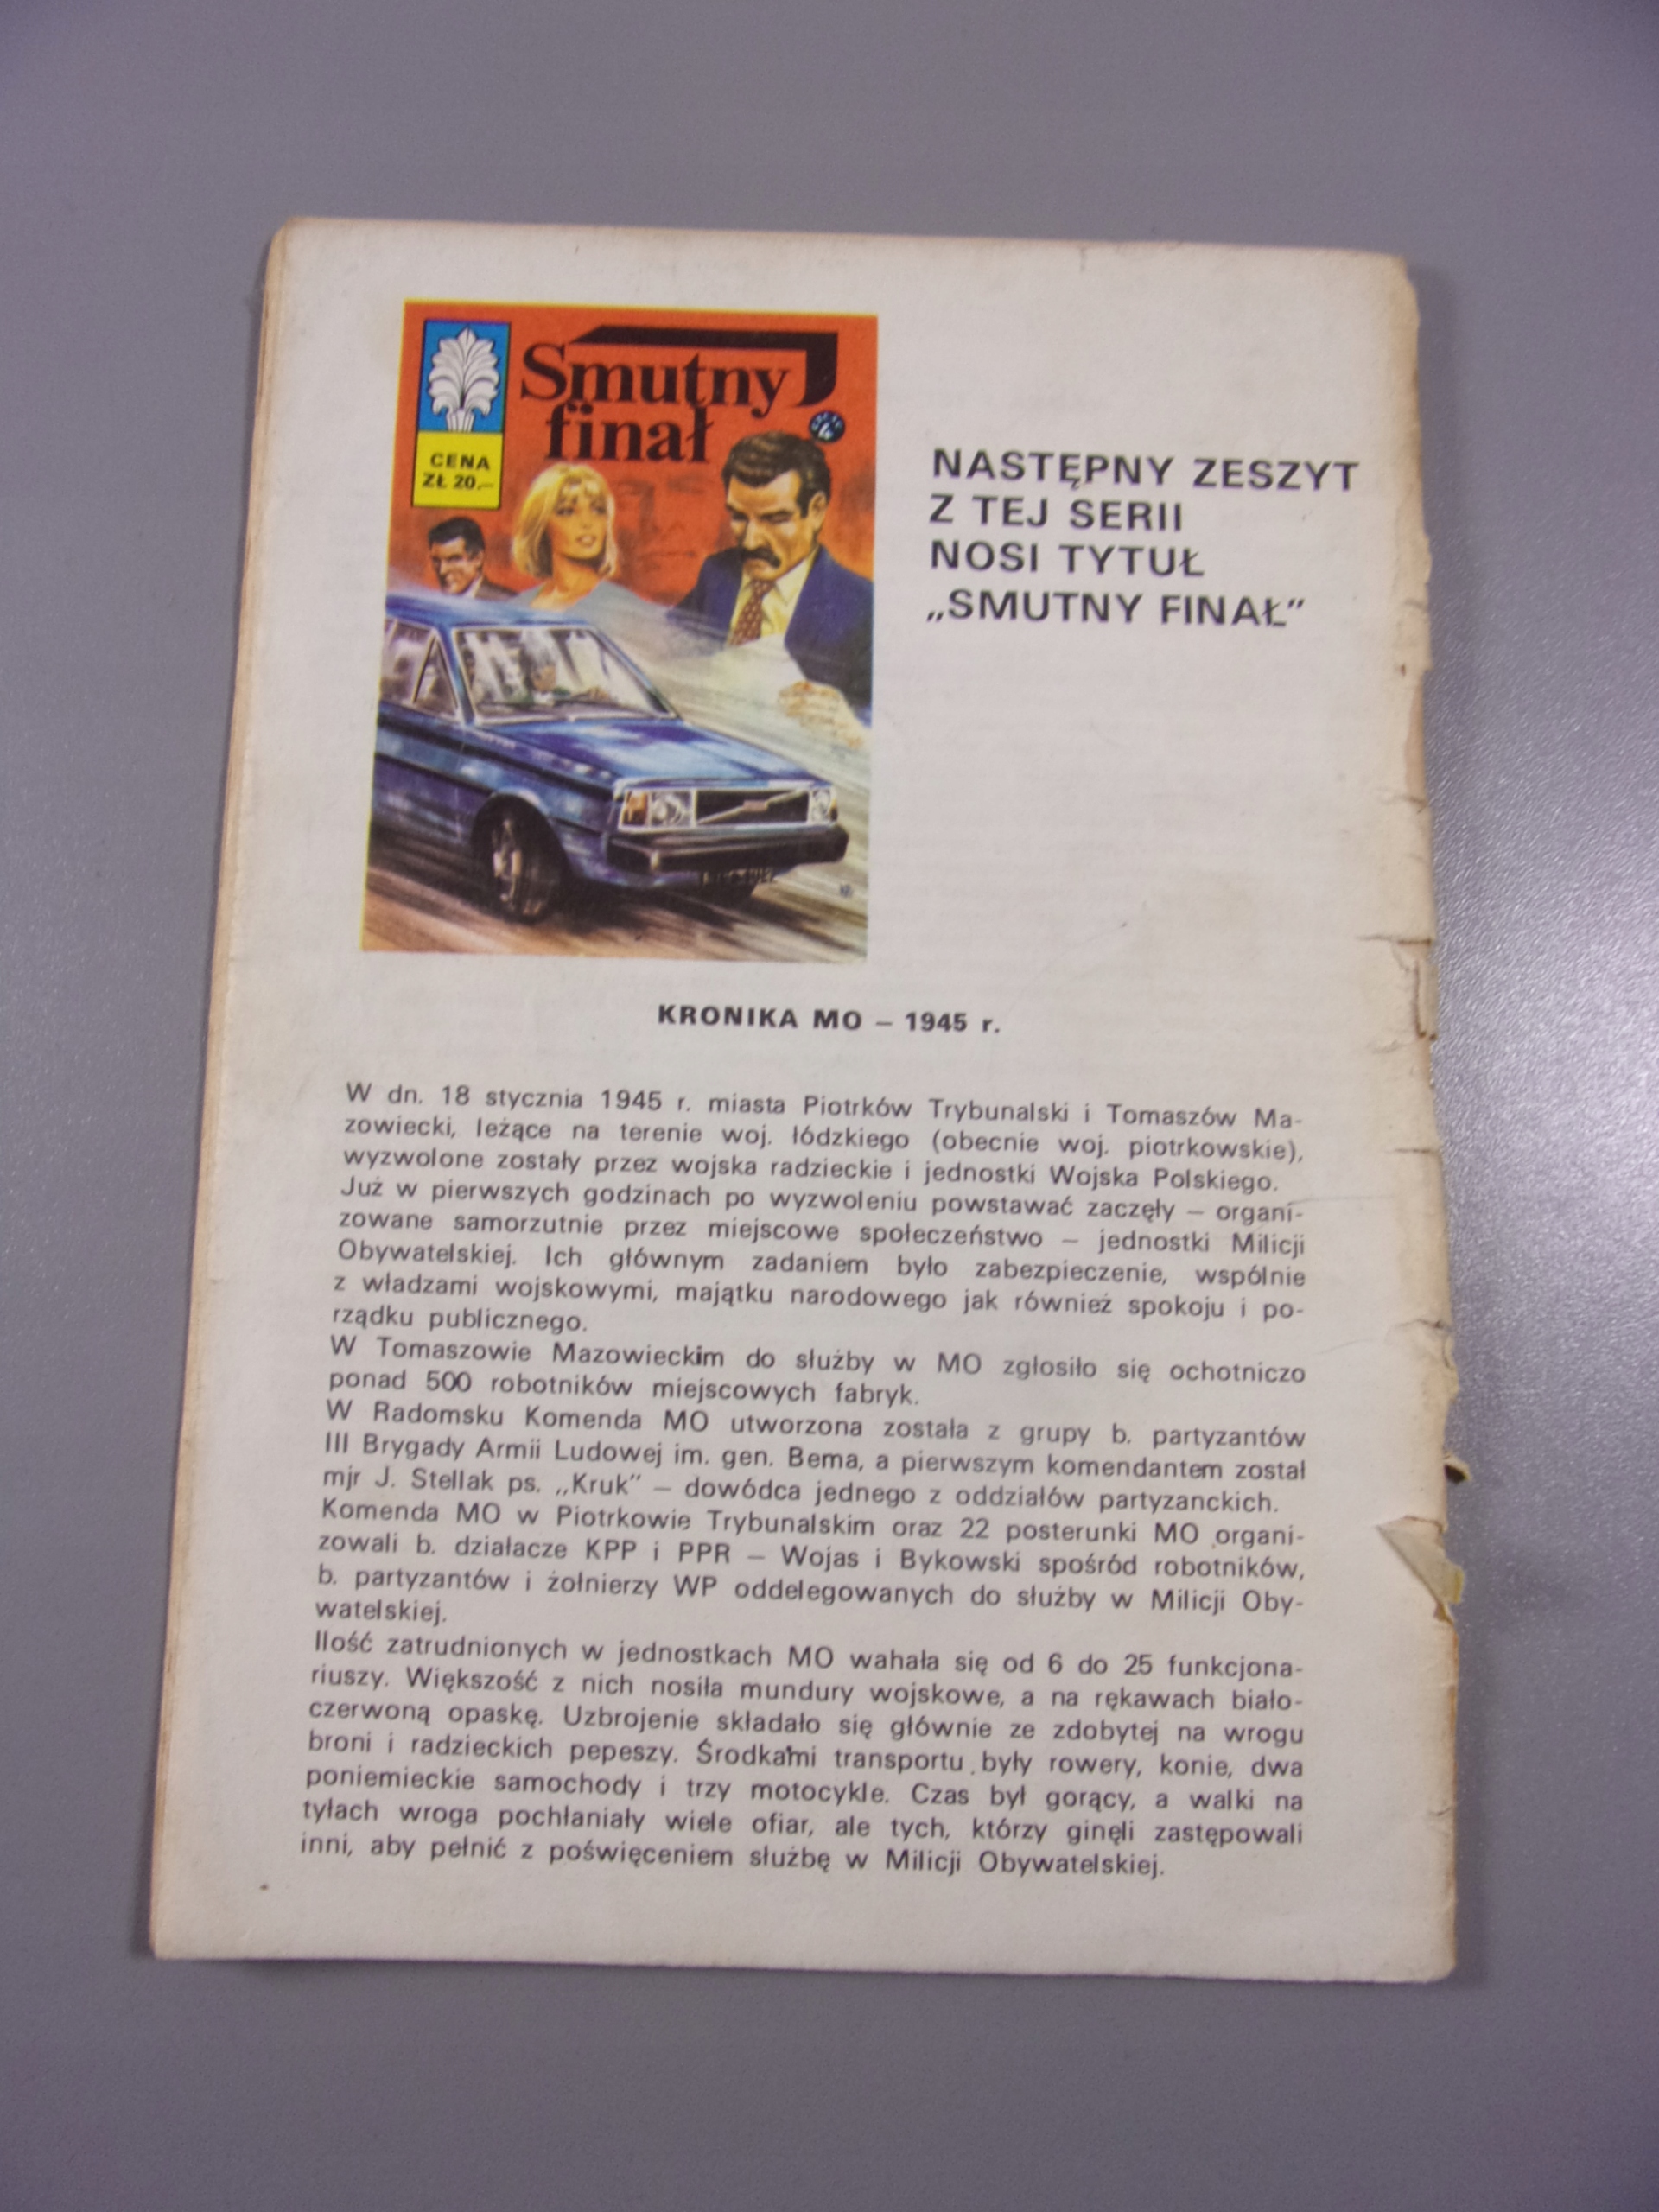 Smutny
finał
CENA
ZŁ 20,–
NASTĘPNY ZESZYT
Z TEJ SERII
NOSI TYTUŁ
„SMUTNY FINAŁ”
KRONIKA MO – 1945 r.
W dn. 18 stycznia 1945 r. miasta Piotrków Trybunalski i Tomaszów Ma-
zowiecki, leżące na terenie woj. łódzkiego (obecnie woj. piotrkowskie),
wyzwolone zostały przez wojska radzieckie i jednostki Wojska Polskiego.
Już w pierwszych godzinach po wyzwoleniu powstawać zaczęły – organi-
zowane samorzutnie przez miejscowe społeczeństwo – jednostki Milicji
Obywatelskiej. Ich głównym zadaniem było zabezpieczenie, wspólnie
z władzami wojskowymi, majątku narodowego jak również spokoju i po-
rządku publicznego.
W Tomaszowie Mazowieckim do służby w MO zgłosiło się ochotniczo
ponad 500 robotników miejscowych fabryk.
W Radomsku Komenda MO utworzona została z grupy b. partyzantów
III Brygady Armii Ludowej im. gen. Bema, a pierwszym komendantem został
mjr J. Stellak ps. „Kruk” – dowódca jednego z oddziałów partyzanckich.
Komenda MO w Piotrkowie Trybunalskim oraz 22 posterunki MO organi-
zowali b. działacze KPP i PPR – Wojas i Bykowski spośród robotników,
b. partyzantów i żołnierzy WP oddelegowanych do służby w Milicji Oby-
watelskiej.
Ilość zatrudnionych w jednostkach MO wahała się od 6 do 25 funkcjona-
riuszy. Większość z nich nosiła mundury wojskowe, a na rękawach biało-
czerwoną opaskę. Uzbrojenie składało się głównie ze zdobytej na wrogu
broni i radzieckich pepeszy. Środkami transportu były rowery, konie, dwa
poniemieckie samochody i trzy motocykle. Czas był gorący, a walki na
tyłach wroga pochłaniały wiele ofiar, ale tych, którzy ginęli zastępowali
inni, aby pełnić z poświęceniem służbę w Milicji Obywatelskiej.